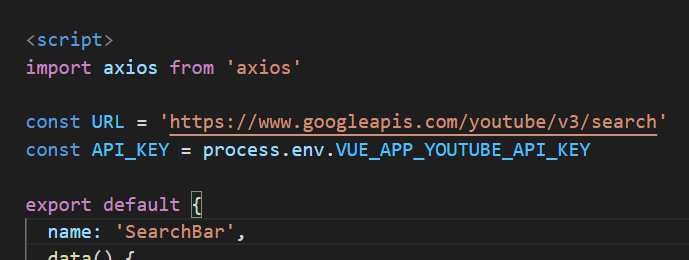 <script>
import axios from 'axios'
const URL = 'https://www.googleapis.com/youtube/v3/search'
const API_KEY = process.env.VUE_APP_YOUTUBE_API_KEY
export default {
name: 'SearchBar',
data() {